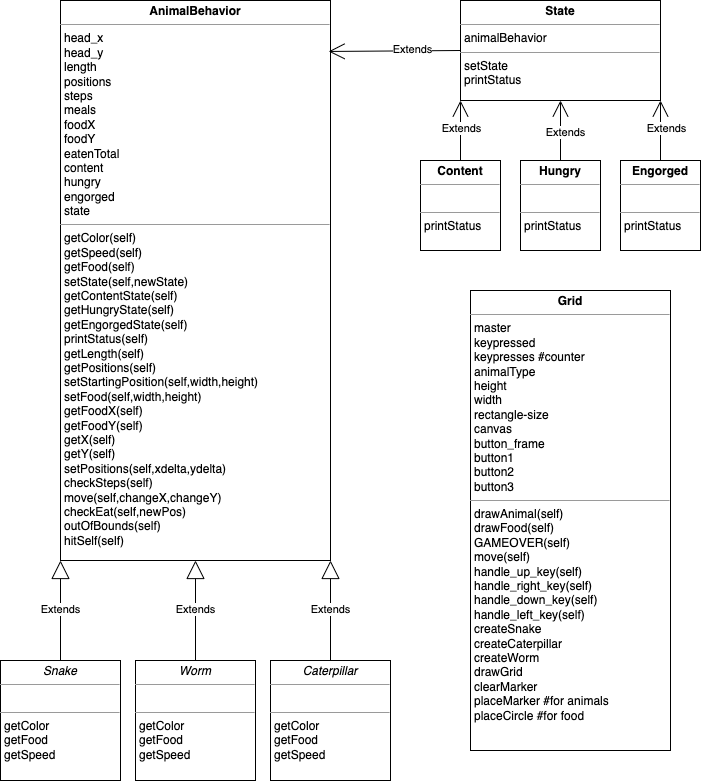 AnimalBehavior
head_x
head_y
length
positions
steps
meals
foodX
foodY
eatenTotal
content
hungry
engorged
state
getColor(self)
getSpeed(self)
getFood(self)
setState(self,newState)
getContentState(self)
getHungryState(self)
getEngorgedState(self)
printStatus(self)
getLength(self)
getPositions(self)
setStartingPosition(self,width,height)
setFood(self,width,height)
getFoodX(self)
getFoodY(self)
getX(self)
getY(self)
setPositions(self,xdelta,ydelta)
checkSteps(self)
move(self,changeX,changeY)
checkEat(self,newPos)
outOfBounds(self)
hitSelf(self)
Extends
State
animalBehavior
setState
printStatus
Extends
Extends
Extends
Content
printStatus
Hungry
printStatus
Engorged
printStatus
Grid
master
keypressed
keypresses #counter
animalType
height
width
rectangle-size
canvas
button_frame
button1
button2
button3
drawAnimal(self)
drawFood(self)
GAMEOVER(self)
move(self)
handle_up_key(self)
handle_right_key(self)
handle_down_key(self)
handle_left_key(self)
createSnake
createCaterpillar
createWorm
drawGrid
clearMarker
placeMarker #for animals
placeCircle #for food
Extends
Extends
Extends
Snake
getColor
getFood
getSpeed
Worm
getColor
getFood
getSpeed
Caterpillar
getColor
getFood
getSpeed